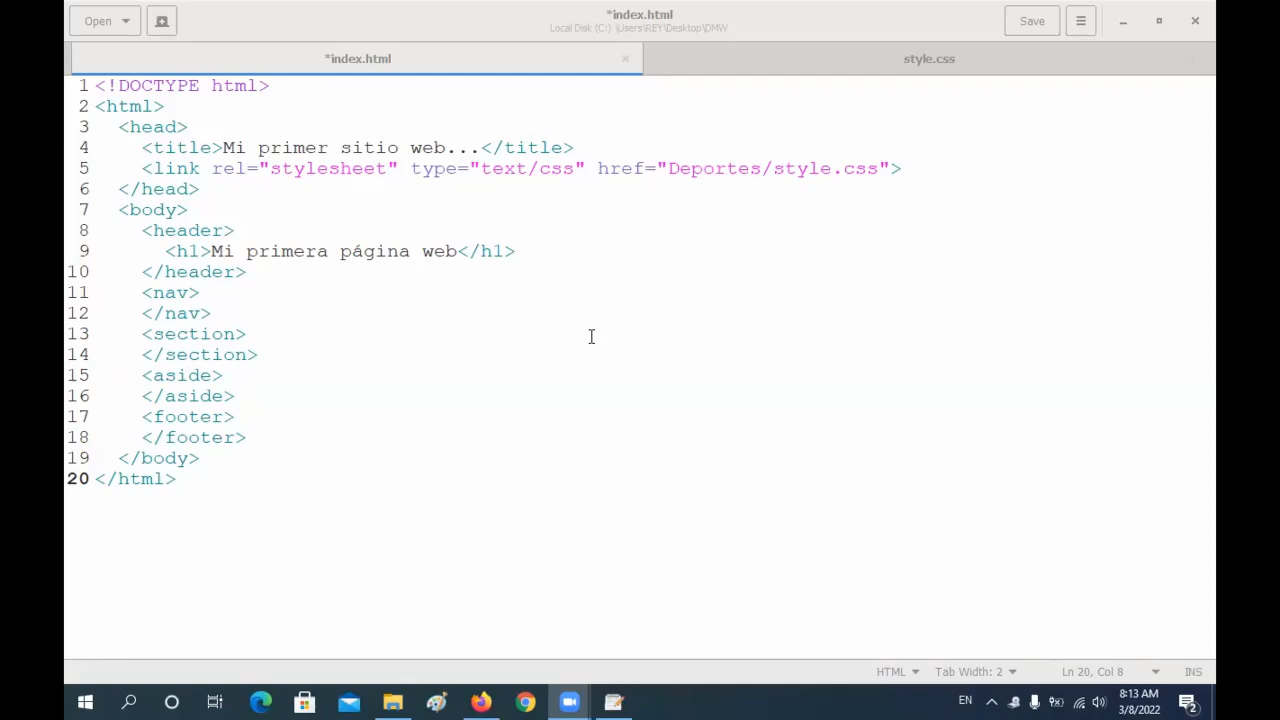 Open
*index.html
Local Disk (C:) \Users\REY\Desktop\DMW
Save
*index.html
style.css
1 <!DOCTYPE html>
2 <html>
3   <head>
4     <title>Mi primer sitio web...</title>
5     <link rel="stylesheet" type="text/css" href="Deportes/style.css">
6   </head>
7   <body>
8     <header>
9       <h1>Mi primera página web</h1>
10     </header>
11     <nav>
12     </nav>
13     <section>
14     </section>
15     <aside>
16     </aside>
17     <footer>
18     </footer>
19   </body>
20 </html>
HTML
Tab Width: 2
Ln 20, Col 8
INS
EN
8:13 AM
3/8/2022
2